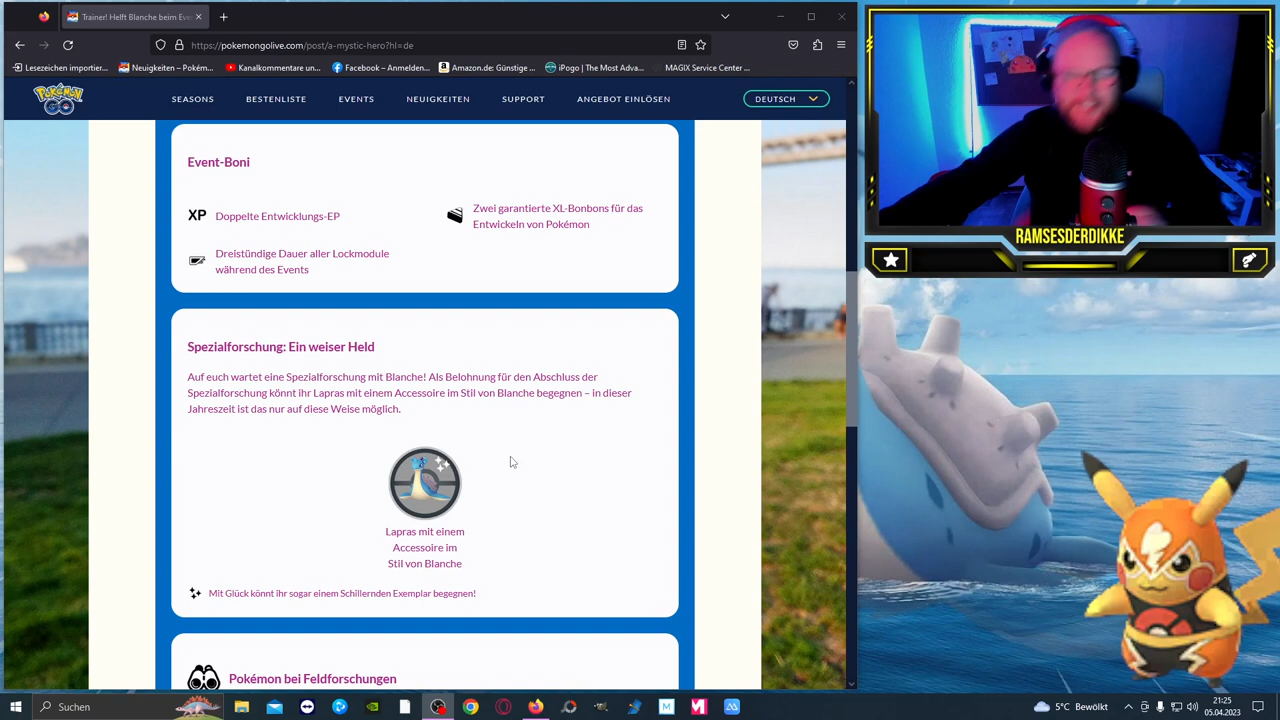 Trainer! Helft Blanche beim Eve
https://pokemongolive.com/post/a-mystic-hero?hl=de
Lesezeichen importier...
Neuigkeiten – Pokém...
Kanalkommentare un...
Facebook – Anmelden...
Amazon.de: Günstige ...
iPogo | The Most Adva...
MAGIX Service Center ...
Pokémon GO
SEASONS
BESTENLISTE
EVENTS
NEUIGKEITEN
SUPPORT
ANGEBOT EINLÖSEN
DEUTSCH
Event-Boni
XP
Doppelte Entwicklungs-EP
Zwei garantierte XL-Bonbons für das
Entwickeln von Pokémon
Dreistündige Dauer aller Lockmodule
während des Events
Spezialforschung: Ein weiser Held
Auf euch wartet eine Spezialforschung mit Blanche! Als Belohnung für den Abschluss der
Spezialforschung könnt ihr Lapras mit einem Accessoire im Stil von Blanche begegnen – in dieser
Jahreszeit ist das nur auf diese Weise möglich.
Lapras mit einem
Accessoire im
Stil von Blanche
Mit Glück könnt ihr sogar einem Schillernden Exemplar begegnen!
Pokémon bei Feldforschungen
RAMSESDERDIKKE
Suchen
5°C Bewölkt
21:25
05.04.2023